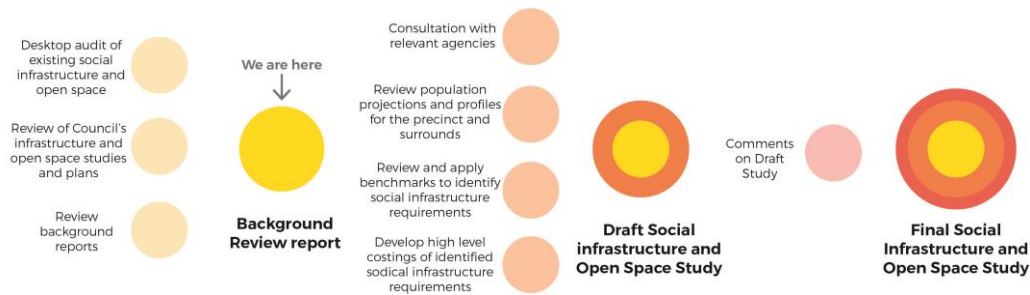 Desktop audit of
existing social
infrastructure and
open space
Review of Council's
infrastructure and
open space studies
and plans
Review
background
reports
We are here
Background
Review report
Consultation with
relevant agencies
Review population
projections and profiles
for the precinct and
surrounds
Review and apply
benchmarks to identify
social infrastructure
requirements
Develop high level
costings of identified
sodical infrastructure
requirements
Draft Social
infrastructure and
Open Space Study
Comments
on Draft
Study
Final Social
Infrastructure and
Open Space Study